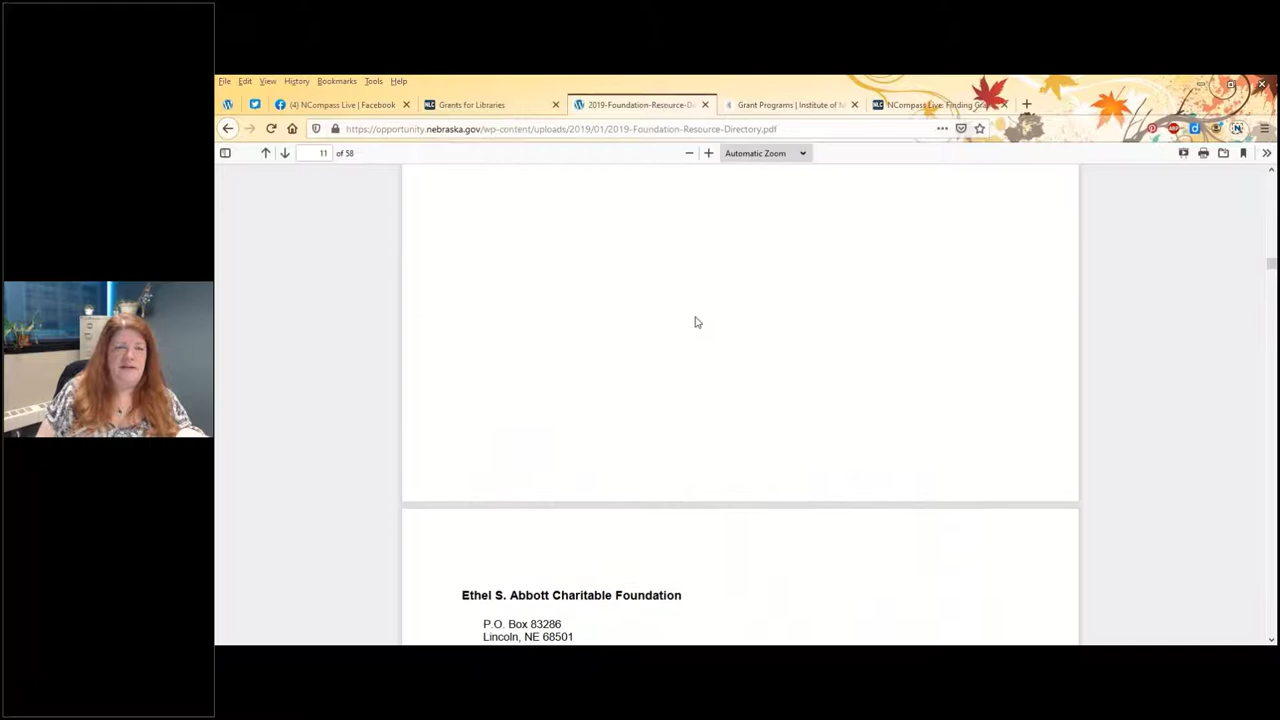 File Edit View History Bookmarks Tools Help
(4) NCompass Live | Facebook
Grants for Libraries
2019-Foundation-Resource-Di
Grant Programs | Institute of M
NCompass Live: Finding Gra
https://opportunity.nebraska.gov/wp-content/uploads/2019/01/2019-Foundation-Resource-Directory.pdf
11 of 58
Automatic Zoom
Ethel S. Abbott Charitable Foundation
P.O. Box 83286
Lincoln, NE 68501